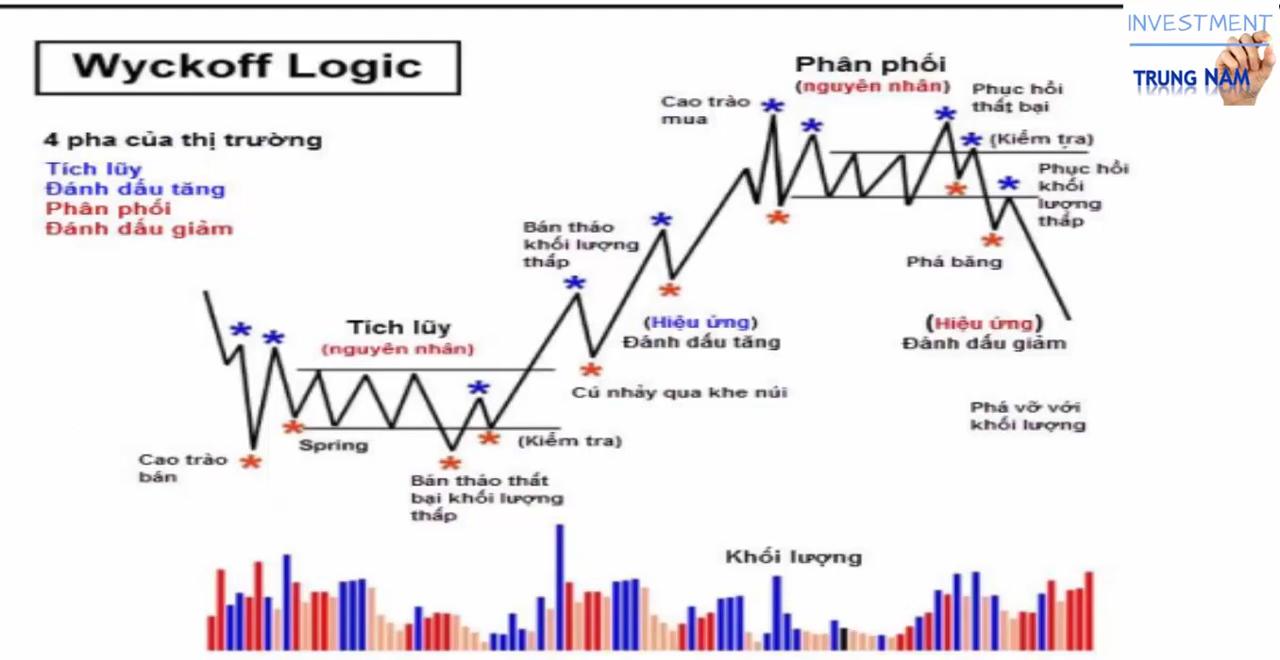 INVESTMENT
TRUNG NAM
Wyckoff Logic
4 pha của thị trường
Tích lũy
Đánh dấu tăng
Phân phối
Đánh dấu giảm
Phân phối
(nguyên nhân)
Cao trào
mua
Phục hồi
thất bại
(Kiểm tra)
Phục hồi
khối
lượng
thấp
Phá băng
Bán tháo
khối lượng
thấp
(Hiệu ứng)
Đánh dấu tăng
(Hiệu ứng)
Đánh dấu giảm
Tích lũy
(nguyên nhân)
Cú nhảy qua khe núi
Phá vỡ với
khối lượng
Spring
(Kiểm tra)
Cao trào
bán
Bán tháo thất
bại khối lượng
thấp
Khối lượng